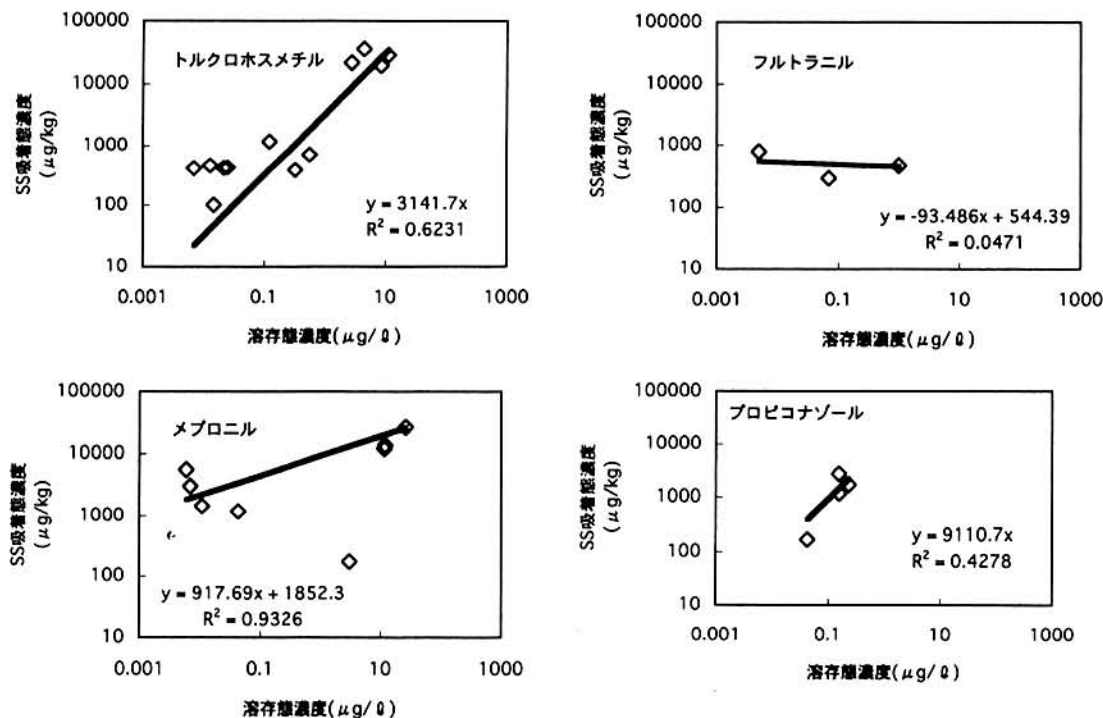 トルクロホスメチル
SS吸着態濃度
(μg/kg)
100000
10000
1000
100
10
y = 3141.7x
R² = 0.6231
0.001
0.1
10
1000
溶存態濃度(μg/ℓ)
フルトラニル
SS吸着態濃度
(μg/kg)
100000
10000
1000
100
10
y = -93.486x + 544.39
R² = 0.0471
0.001
0.1
10
1000
溶存態濃度(μg/ℓ)
メプロニル
SS吸着態濃度
(μg/kg)
100000
10000
1000
100
10
y = 917.69x + 1852.3
R² = 0.9326
0.001
0.1
10
1000
溶存態濃度(μg/ℓ)
プロピコナゾール
SS吸着態濃度
(μg/kg)
100000
10000
1000
100
10
y = 9110.7x
R² = 0.4278
0.001
0.1
10
1000
溶存態濃度(μg/ℓ)